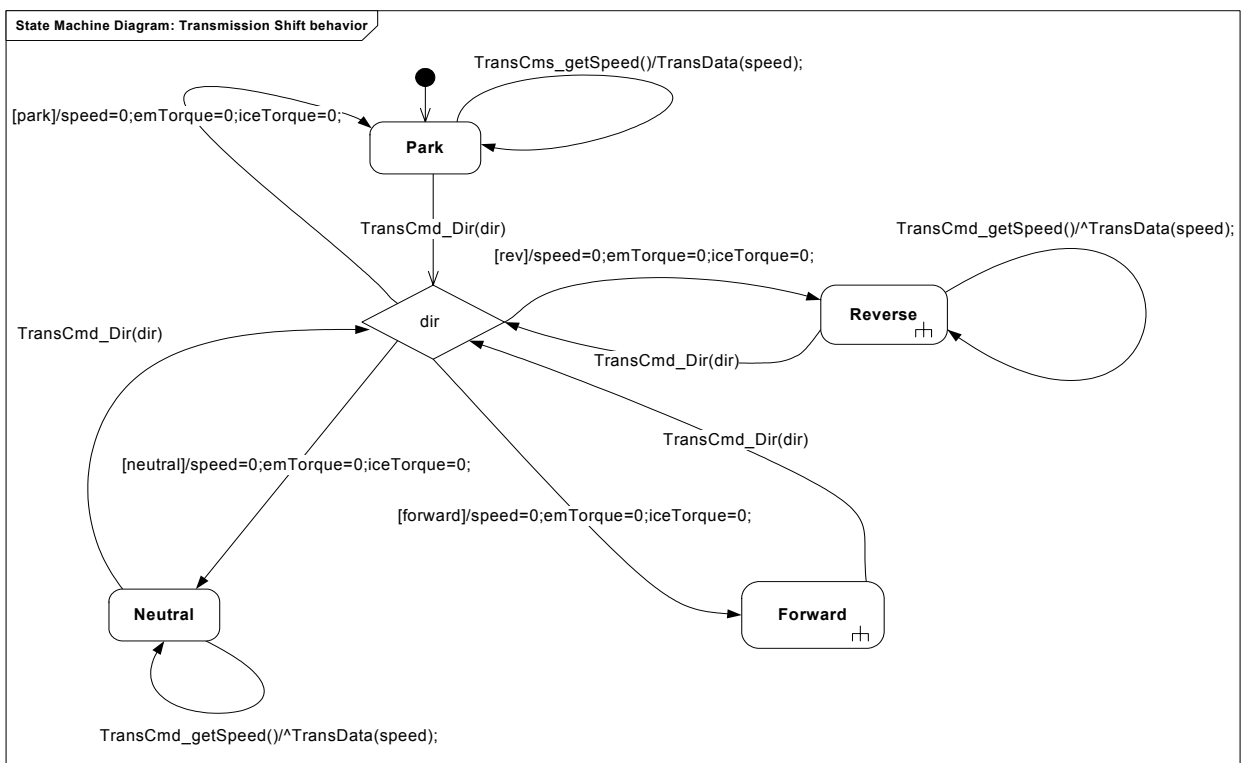 State Machine Diagram: Transmission Shift behavior
TransCms_getSpeed()/TransData(speed);
[park]/speed=0;emTorque=0;iceTorque=0;
Park
TransCmd_Dir(dir)
TransCmd_getSpeed()/^TransData(speed);
[rev]/speed=0;emTorque=0;iceTorque=0;
Reverse
dir
TransCmd_Dir(dir)
TransCmd_Dir(dir)
TransCmd_Dir(dir)
[neutral]/speed=0;emTorque=0;iceTorque=0;
[forward]/speed=0;emTorque=0;iceTorque=0;
Neutral
Forward
TransCmd_getSpeed()/^TransData(speed);